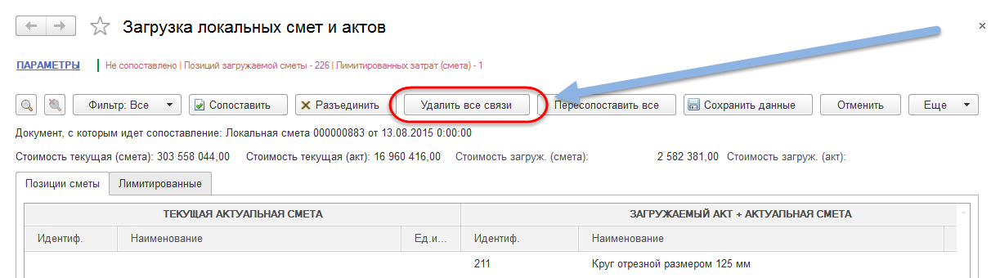 Загрузка локальных смет и актов
ПАРАМЕТРЫ Не сопоставлено | Позиций загружаемой сметы - 226 | Лимитированных затрат (смета) - 1
Фильтр: Все Сопоставить Разъединить Удалить все связи Пересопоставить все Сохранить данные Отменить Еще
Документ, с которым идет сопоставление: Локальная смета 000000883 от 13.08.2015 0:00:00
Стоимость текущая (смета): 303 558 044,00 Стоимость текущая (акт): 16 960 416,00 Стоимость загруж. (смета): 2 582 381,00 Стоимость загруж. (акт):
Позиции сметы Лимитированные
ТЕКУЩАЯ АКТУАЛЬНАЯ СМЕТА ЗАГРУЖАЕМЫЙ АКТ + АКТУАЛЬНАЯ СМЕТА
Идентиф. Наименование Ед.и... Идентиф. Наименование
211 Круг отрезной размером 125 мм